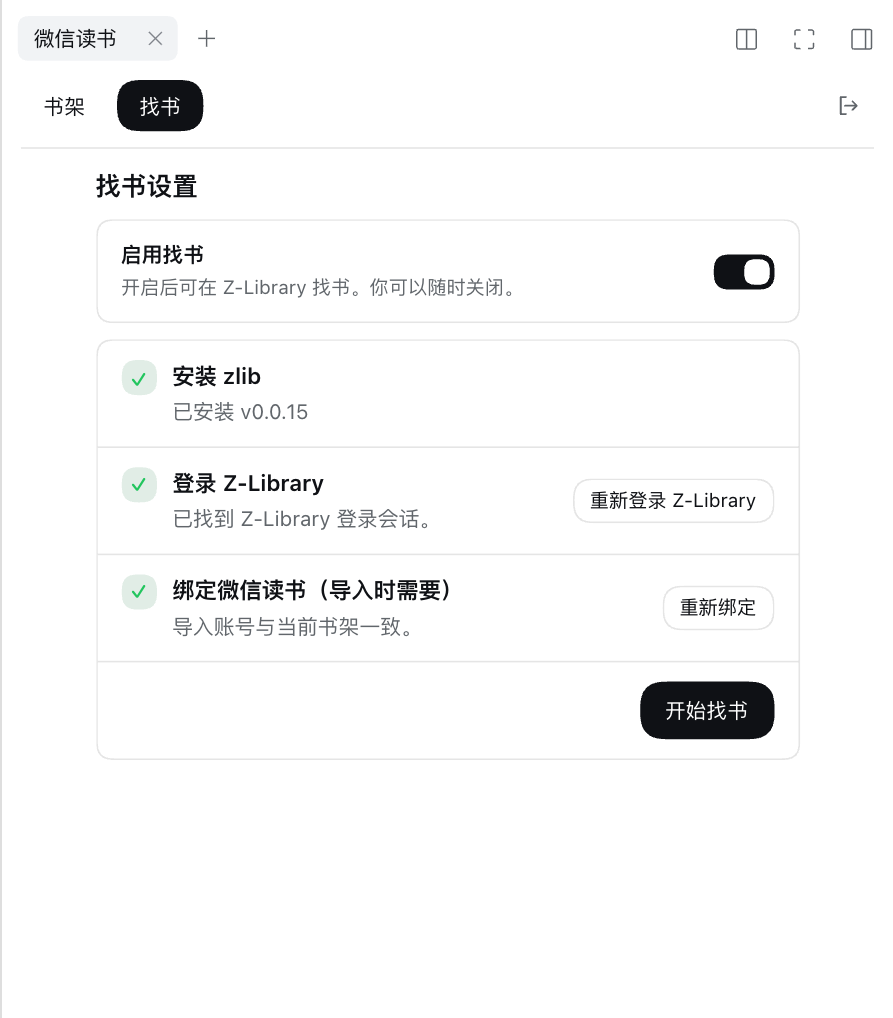 微信读书
书架
找书
找书设置
启用找书
开启后可在 Z-Library 找书。你可以随时关闭。
安装 zlib
已安装 v0.0.15
登录 Z-Library
已找到 Z-Library 登录会话。
重新登录 Z-Library
绑定微信读书（导入时需要）
导入账号与当前书架一致。
重新绑定
开始找书